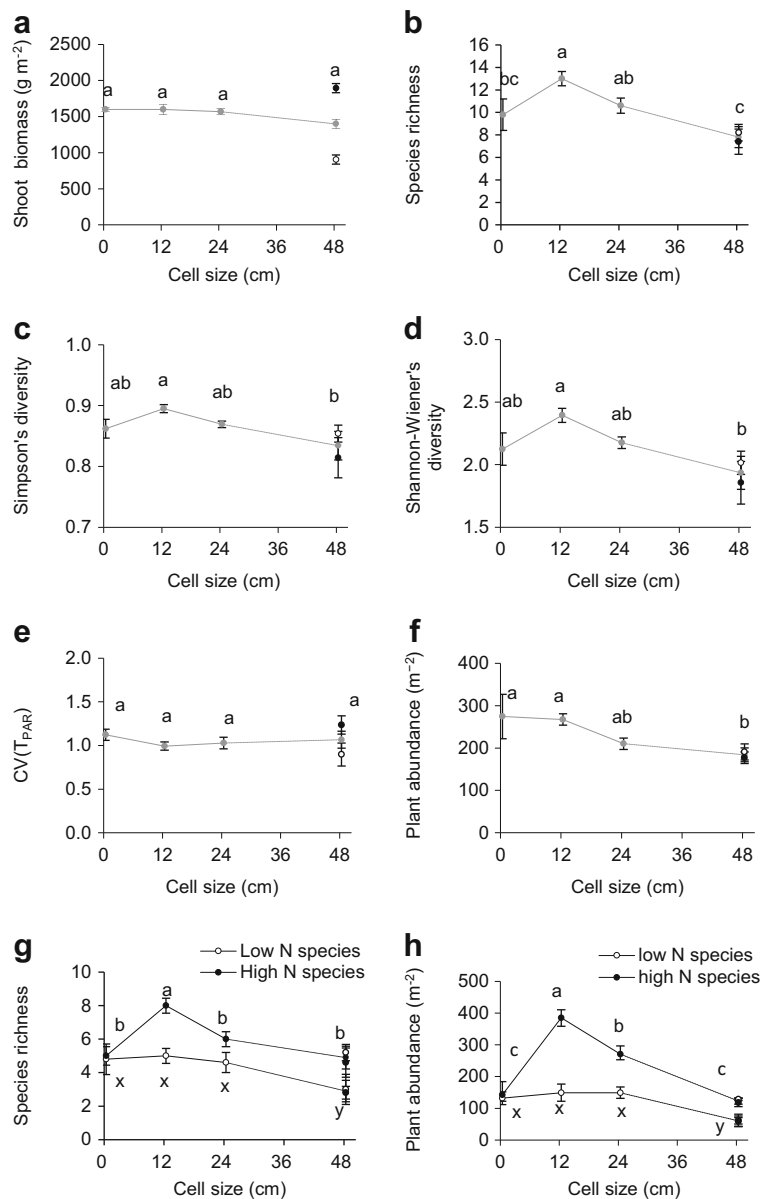 a
Shoot biomass (g m⁻²)
2500
2000
1500
1000
500
0
a a a a
0 12 24 36 48
Cell size (cm)
b
Species richness
16
14
12
10
8
6
4
2
0
bc a ab c
0 12 24 36 48
Cell size (cm)
c
Simpson's diversity
1.0
0.9
0.8
0.7
ab a ab b
0 12 24 36 48
Cell size (cm)
d
Shannon-Wiener's
diversity
3.0
2.5
2.0
1.5
ab a ab b
0 12 24 36 48
Cell size (cm)
e
CV(T_PAR)
2.0
1.5
1.0
0.5
0.0
a a a a
0 12 24 36 48
Cell size (cm)
f
Plant abundance (m⁻²)
400
300
200
100
0
a a ab b
0 12 24 36 48
Cell size (cm)
g
Low N species
High N species
Species richness
10
8
6
4
2
0
b a b b
x x x y
0 12 24 36 48
Cell size (cm)
h
low N species
high N species
Plant abundance (m⁻²)
500
400
300
200
100
0
c a b c
x x x y
0 12 24 36 48
Cell size (cm)